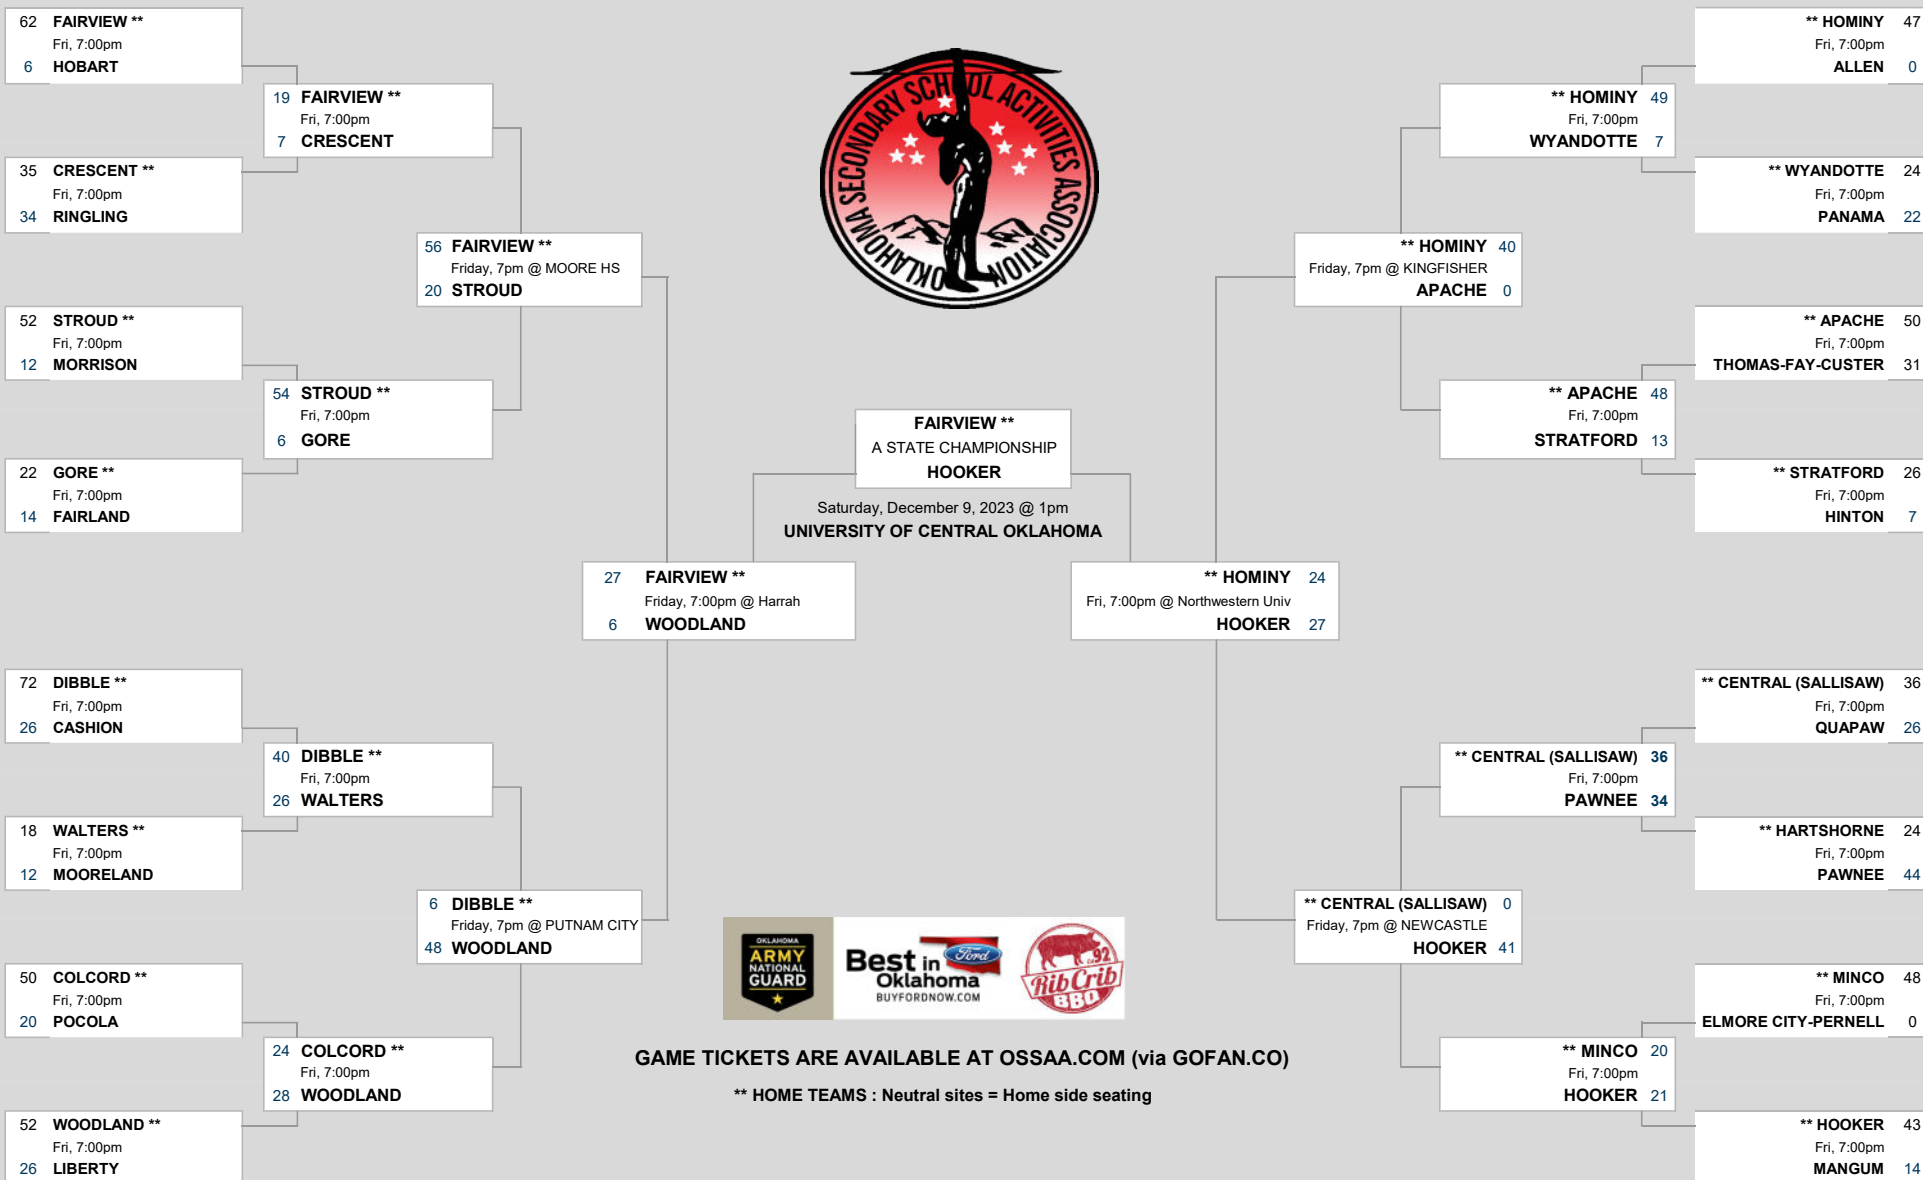 62 FAIRVIEW **
Fri, 7:00pm
6 HOBART
35 CRESCENT **
Fri, 7:00pm
34 RINGLING
52 STROUD **
Fri, 7:00pm
12 MORRISON
22 GORE **
Fri, 7:00pm
14 FAIRLAND
72 DIBBLE **
Fri, 7:00pm
26 CASHION
18 WALTERS **
Fri, 7:00pm
12 MOORELAND
50 COLCORD **
Fri, 7:00pm
20 POCOLA
52 WOODLAND **
Fri, 7:00pm
26 LIBERTY
19 FAIRVIEW **
Fri, 7:00pm
7 CRESCENT
54 STROUD **
Fri, 7:00pm
6 GORE
40 DIBBLE **
Fri, 7:00pm
26 WALTERS
24 COLCORD **
Fri, 7:00pm
28 WOODLAND
56 FAIRVIEW **
Friday, 7pm @ MOORE HS
20 STROUD
6 DIBBLE **
Friday, 7pm @ PUTNAM CITY
48 WOODLAND
27 FAIRVIEW **
Friday, 7:00pm @ Harrah
6 WOODLAND
OKLAHOMA SECONDARY SCHOOL ACTIVITIES ASSOCIATION
FAIRVIEW **
A STATE CHAMPIONSHIP
HOOKER
Saturday, December 9, 2023 @ 1pm
UNIVERSITY OF CENTRAL OKLAHOMA
** HOMINY 24
Fri, 7:00pm @ Northwestern Univ
HOOKER 27
** HOMINY 40
Friday, 7pm @ KINGFISHER
APACHE 0
** CENTRAL (SALLISAW) 0
Friday, 7pm @ NEWCASTLE
HOOKER 41
** HOMINY 49
Fri, 7:00pm
WYANDOTTE 7
** APACHE 48
Fri, 7:00pm
STRATFORD 13
** CENTRAL (SALLISAW) 36
Fri, 7:00pm
PAWNEE 34
** MINCO 20
Fri, 7:00pm
HOOKER 21
** HOMINY 47
Fri, 7:00pm
ALLEN 0
** WYANDOTTE 24
Fri, 7:00pm
PANAMA 22
** APACHE 50
Fri, 7:00pm
THOMAS-FAY-CUSTER 31
** STRATFORD 26
Fri, 7:00pm
HINTON 7
** CENTRAL (SALLISAW) 36
Fri, 7:00pm
QUAPAW 26
** HARTSHORNE 24
Fri, 7:00pm
PAWNEE 44
** MINCO 48
Fri, 7:00pm
ELMORE CITY-PERNELL 0
** HOOKER 43
Fri, 7:00pm
MANGUM 14
OKLAHOMA
ARMY
NATIONAL
GUARD
Best in
Oklahoma
Ford
BUYFORDNOW.COM
92
RibCrib
BBQ
GAME TICKETS ARE AVAILABLE AT OSSAA.COM (via GOFAN.CO)
** HOME TEAMS : Neutral sites = Home side seating